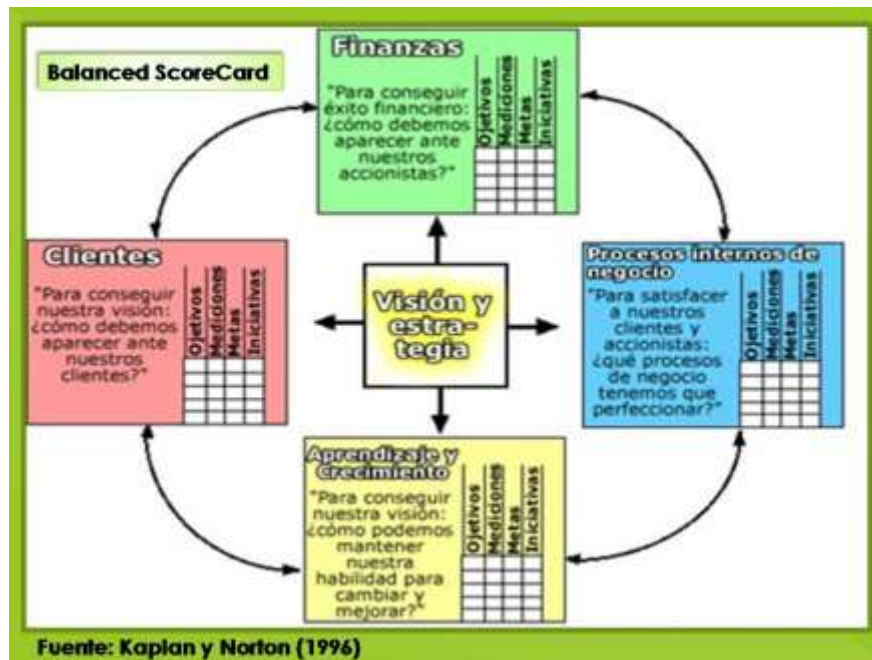 Balanced ScoreCard
Finanzas
"Para conseguir
éxito financiero:
¿cómo debemos
aparecer ante
nuestros
accionistas?"
Ojetivos
Mediciones
Metas
Iniciativas
Clientes
"Para conseguir
nuestra visión:
¿cómo debemos
aparecer ante
nuestros
clientes?"
Ojetivos
Mediciones
Metas
Iniciativas
Visión y
estra-
tegia
Procesos internos de
negocio
"Para satisfacer
a nuestros
clientes y
accionistas:
¿qué procesos
de negocio
tenemos que
perfeccionar?"
Ojetivos
Mediciones
Metas
Iniciativas
Aprendizaje y
Crecimiento
"Para conseguir
nuestra visión:
¿cómo podemos
mantener
nuestra
habilidad para
cambiar y
mejorar?"
Ojetivos
Mediciones
Metas
Iniciativas
Fuente: Kaplan y Norton (1996)